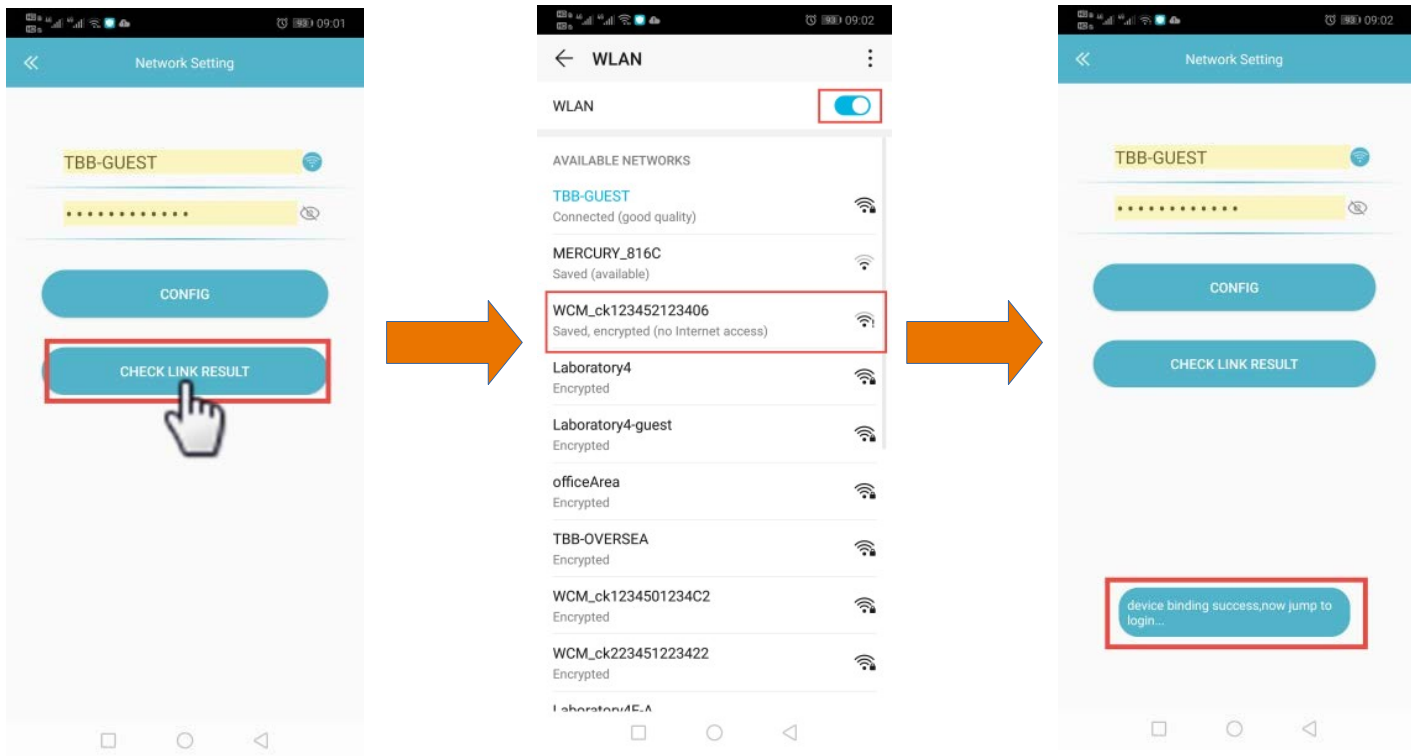 93 09:01
Network Setting
TBB-GUEST
CONFIG
CHECK LINK RESULT
93 09:02
WLAN
WLAN
AVAILABLE NETWORKS
TBB-GUEST
Connected (good quality)
MERCURY_816C
Saved (available)
WCM_ck123452123406
Saved, encrypted (no Internet access)
Laboratory4
Encrypted
Laboratory4-guest
Encrypted
officeArea
Encrypted
TBB-OVERSEA
Encrypted
WCM_ck1234501234C2
Encrypted
WCM_ck223451223422
Encrypted
93 09:02
Network Setting
TBB-GUEST
CONFIG
CHECK LINK RESULT
device binding success,now jump to
login...